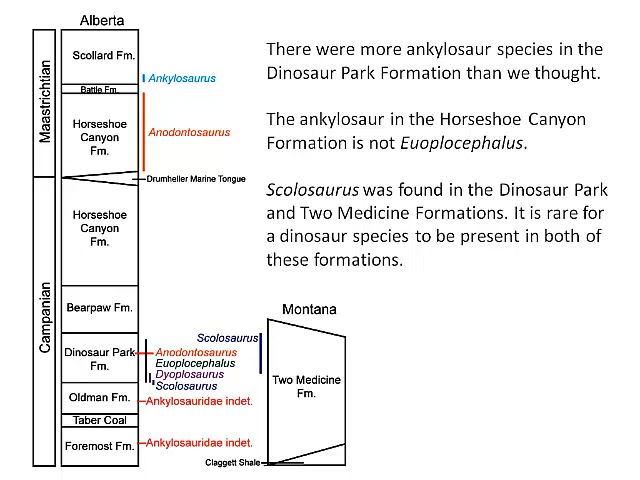 Alberta
Scollard Fm.
Ankylosaurus
Battle Fm.
Maastrichtian
Horseshoe
Canyon
Fm.
Anodontosaurus
Drumheller Marine Tongue
Horseshoe
Canyon
Fm.
Campanian
Bearpaw Fm.
Dinosaur Park
Fm.
Anodontosaurus
Euoplocephalus
Dyoplosaurus
Scolosaurus
Oldman Fm.
Ankylosauridae indet.
Taber Coal
Foremost Fm.
Ankylosauridae indet.
There were more ankylosaur species in the
Dinosaur Park Formation than we thought.
The ankylosaur in the Horseshoe Canyon
Formation is not Euoplocephalus.
Scolosaurus was found in the Dinosaur Park
and Two Medicine Formations. It is rare for
a dinosaur species to be present in both of
these formations.
Montana
Scolosaurus
Two Medicine
Fm.
Claggett Shale